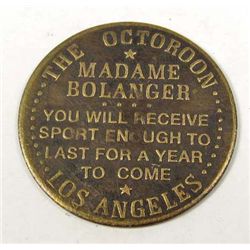 THE OCTOROON
MADAME
BOLANGER
YOU WILL RECEIVE
SPORT ENOUGH TO
LAST FOR A YEAR
TO COME
LOS ANGELES